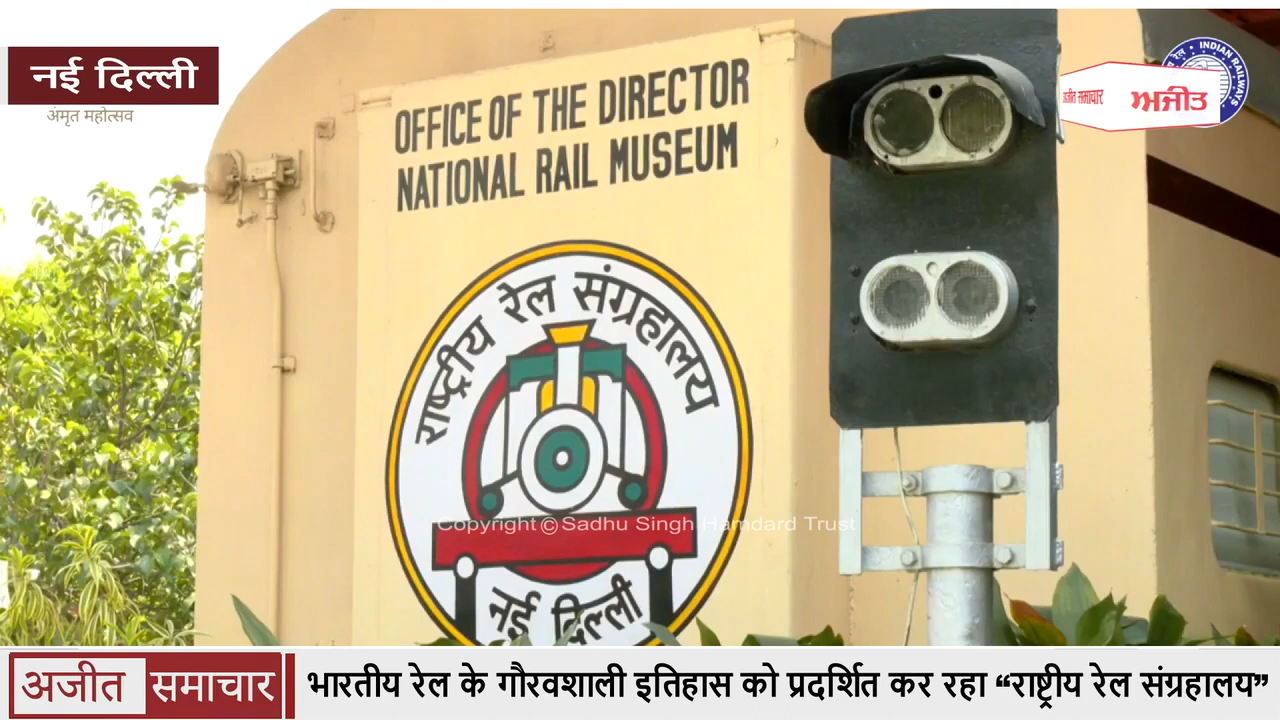 नई दिल्ली
अमृत महोत्सव
OFFICE OF THE DIRECTOR
NATIONAL RAIL MUSEUM
INDIAN RAILWAYS
अजीत समाचार
ਅਜੀਤ
राष्ट्रीय रेल संग्रहालय
नई दिल्ली
Copyright © Sadhu Singh Hamdard Trust
अजीत समाचार
भारतीय रेल के गौरवशाली इतिहास को प्रदर्शित कर रहा “राष्ट्रीय रेल संग्रहालय”